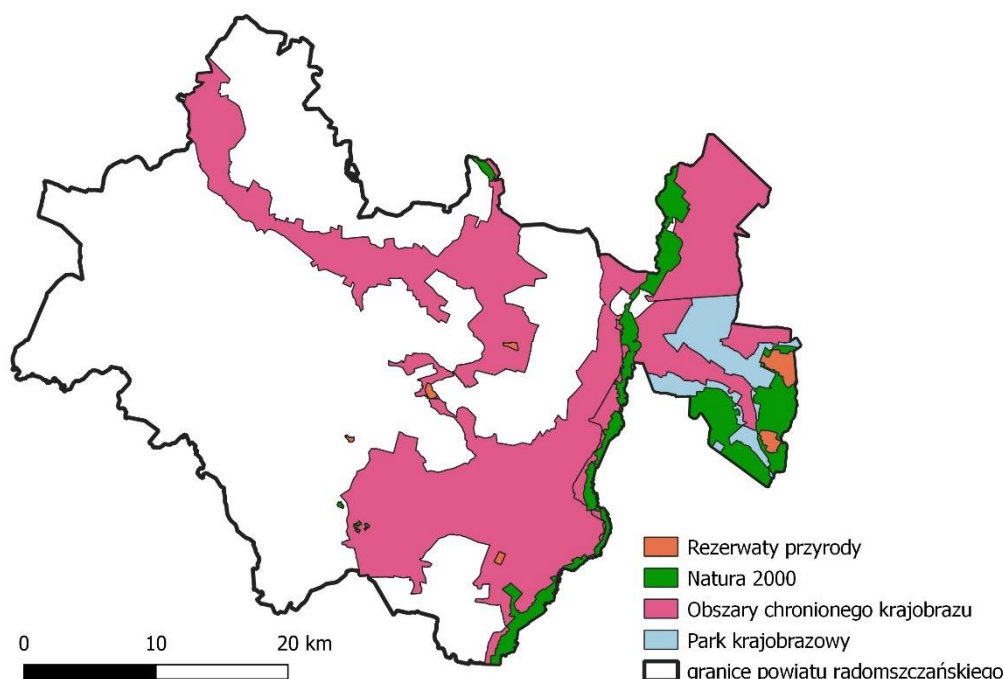 Rezerwaty przyrody
Natura 2000
Obszary chronionego krajobrazu
Park krajobrazowy
granice powiatu radomszczańskiego
0 10 20 km